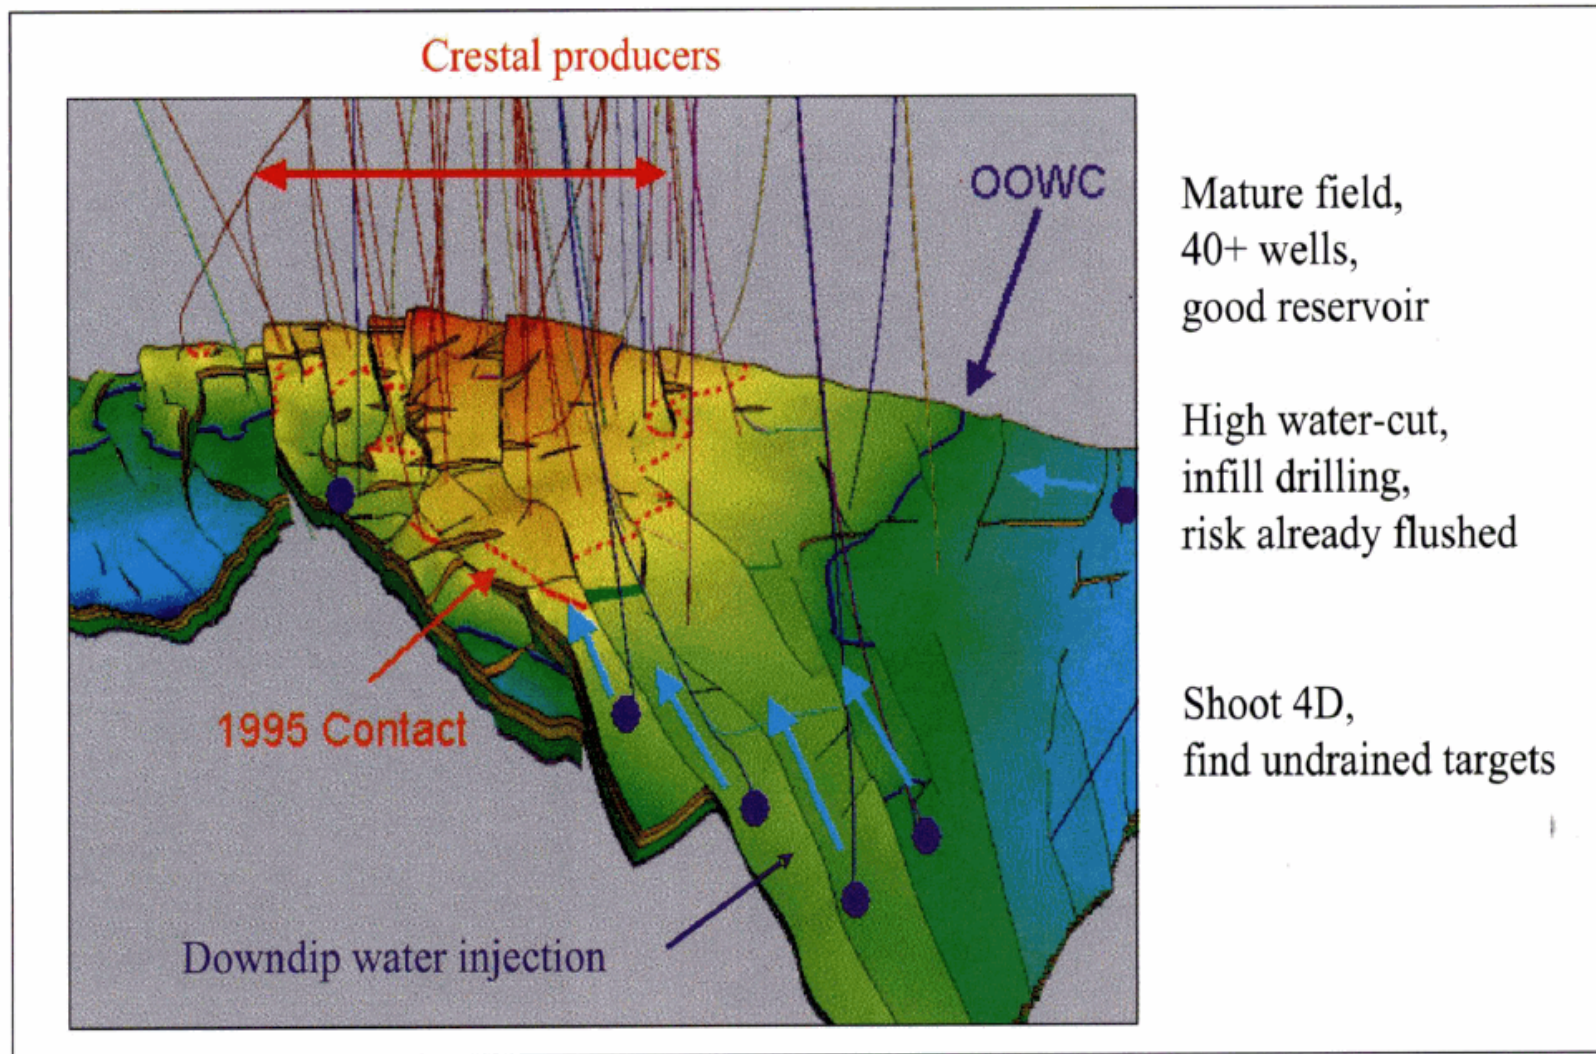 Crestal producers
OOWC
1995 Contact
Downdip water injection
Mature field,
40+ wells,
good reservoir
High water-cut,
infill drilling,
risk already flushed
Shoot 4D,
find undrained targets